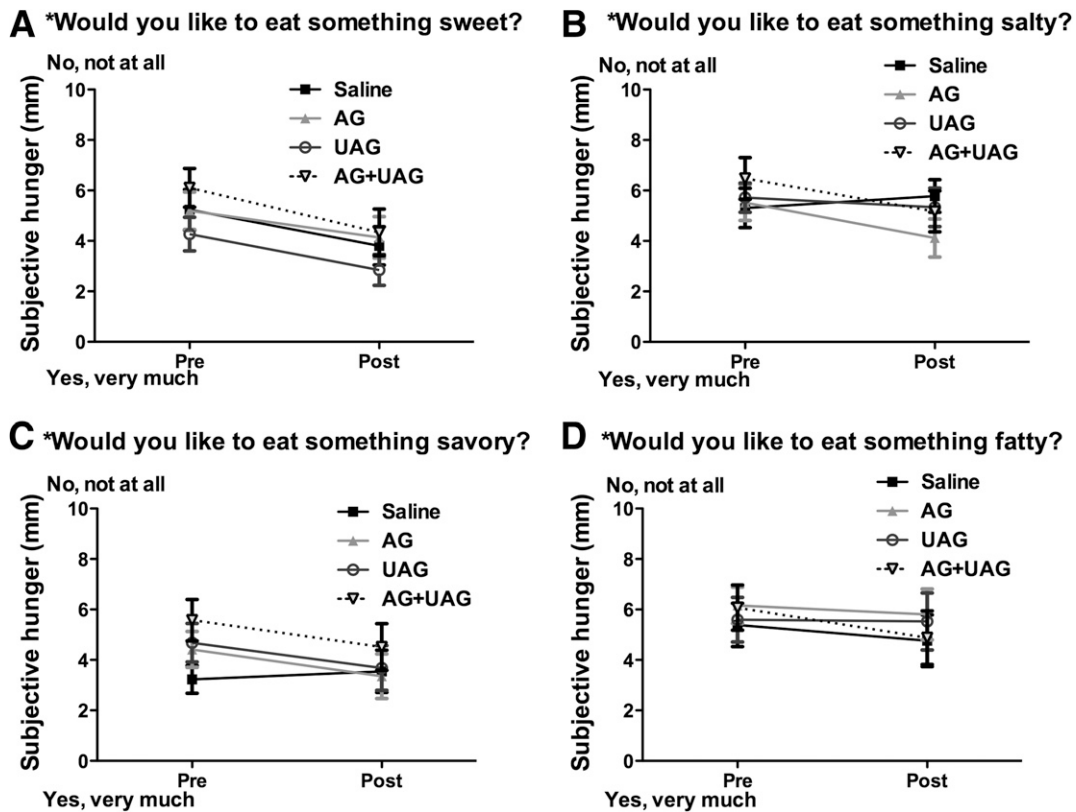 A *Would you like to eat something sweet?
No, not at all
Subjective hunger (mm)
10
8
6
4
2
0
Saline
AG
UAG
AG+UAG
Pre
Post
Yes, very much
B *Would you like to eat something salty?
No, not at all
Subjective hunger (mm)
10
8
6
4
2
0
Saline
AG
UAG
AG+UAG
Pre
Post
Yes, very much
C *Would you like to eat something savory?
No, not at all
Subjective hunger (mm)
10
8
6
4
2
0
Saline
AG
UAG
AG+UAG
Pre
Post
Yes, very much
D *Would you like to eat something fatty?
No, not at all
Subjective hunger (mm)
10
8
6
4
2
0
Saline
AG
UAG
AG+UAG
Pre
Post
Yes, very much